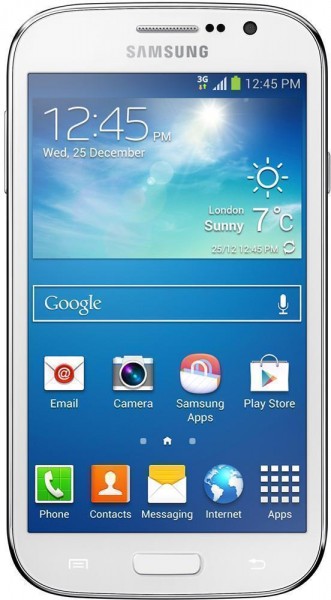 SAMSUNG
3G 12:45 PM
12:45 PM
Wed, 25 December
London
Sunny 7°C
25/12 12:45 PM
Google
Email Camera Samsung Apps Play Store
Phone Contacts Messaging Internet Apps